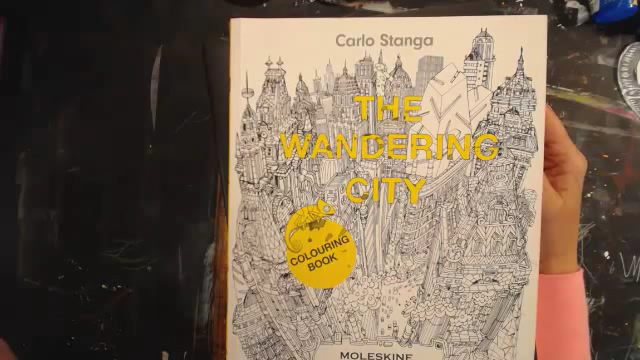 Carlo Stanga
THE
WANDERING
CITY
COLOURING
BOOK
MOLESKINE